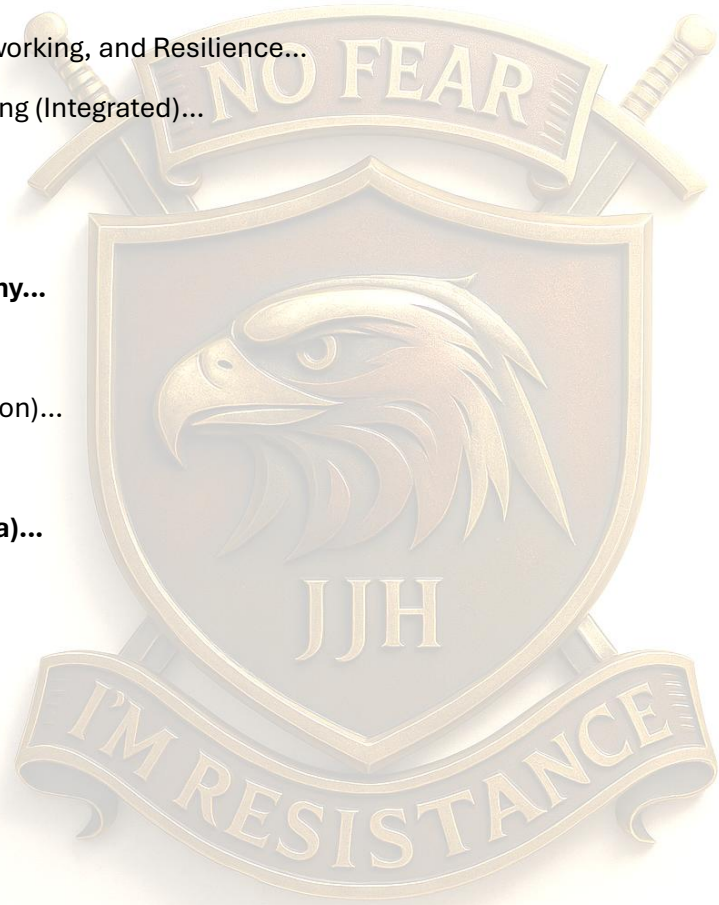 working, and Resilience...
NO FEAR
ng (Integrated)...
ny...
on)...
a)...
JJH
I'M RESISTANCE